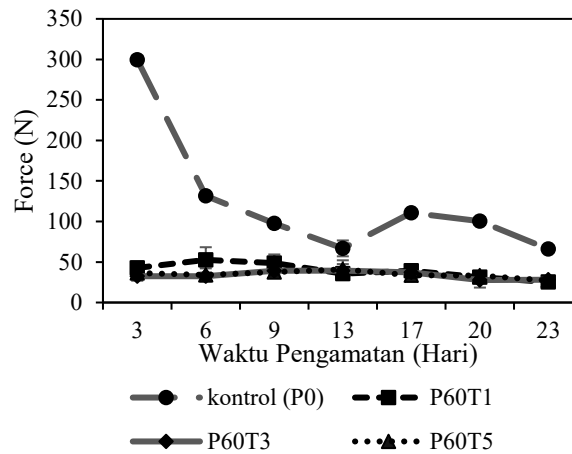 350
300
250
200
150
100
50
0
Force (N)
3 6 9 13 17 20 23
Waktu Pengamatan (Hari)
kontrol (P0) P60T1
P60T3 P60T5